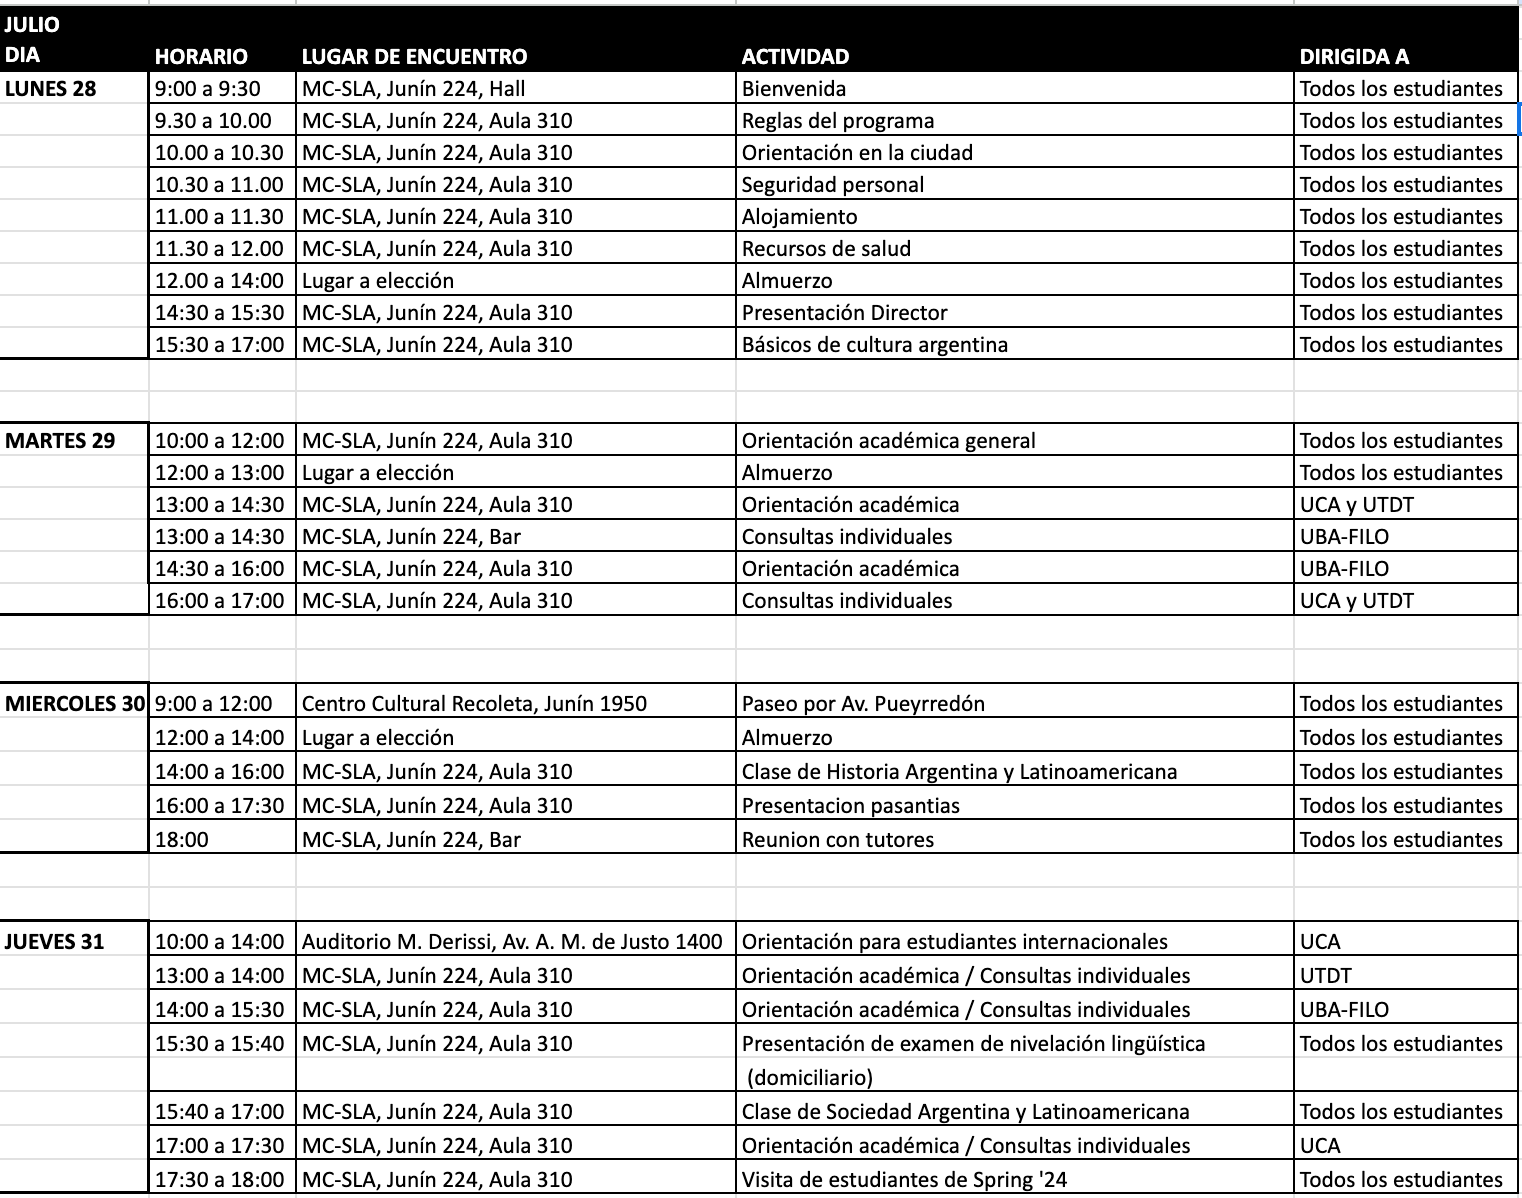 JULIO
DIA HORARIO LUGAR DE ENCUENTRO ACTIVIDAD DIRIGIDA A
LUNES 28 9:00 a 9:30 MC-SLA, Junín 224, Hall Bienvenida Todos los estudiantes
9.30 a 10.00 MC-SLA, Junín 224, Aula 310 Reglas del programa Todos los estudiantes
10.00 a 10.30 MC-SLA, Junín 224, Aula 310 Orientación en la ciudad Todos los estudiantes
10.30 a 11.00 MC-SLA, Junín 224, Aula 310 Seguridad personal Todos los estudiantes
11.00 a 11.30 MC-SLA, Junín 224, Aula 310 Alojamiento Todos los estudiantes
11.30 a 12.00 MC-SLA, Junín 224, Aula 310 Recursos de salud Todos los estudiantes
12.00 a 14:00 Lugar a elección Almuerzo Todos los estudiantes
14:30 a 15:30 MC-SLA, Junín 224, Aula 310 Presentación Director Todos los estudiantes
15:30 a 17:00 MC-SLA, Junín 224, Aula 310 Básicos de cultura argentina Todos los estudiantes
MARTES 29 10:00 a 12:00 MC-SLA, Junín 224, Aula 310 Orientación académica general Todos los estudiantes
12:00 a 13:00 Lugar a elección Almuerzo Todos los estudiantes
13:00 a 14:30 MC-SLA, Junín 224, Aula 310 Orientación académica UCA y UTDT
13:00 a 14:30 MC-SLA, Junín 224, Bar Consultas individuales UBA-FILO
14:30 a 16:00 MC-SLA, Junín 224, Aula 310 Orientación académica UBA-FILO
16:00 a 17:00 MC-SLA, Junín 224, Aula 310 Consultas individuales UCA y UTDT
MIERCOLES 30 9:00 a 12:00 Centro Cultural Recoleta, Junín 1950 Paseo por Av. Pueyrredón Todos los estudiantes
12:00 a 14:00 Lugar a elección Almuerzo Todos los estudiantes
14:00 a 16:00 MC-SLA, Junín 224, Aula 310 Clase de Historia Argentina y Latinoamericana Todos los estudiantes
16:00 a 17:30 MC-SLA, Junín 224, Aula 310 Presentacion pasantias Todos los estudiantes
18:00 MC-SLA, Junín 224, Bar Reunion con tutores Todos los estudiantes
JUEVES 31 10:00 a 14:00 Auditorio M. Derissi, Av. A. M. de Justo 1400 Orientación para estudiantes internacionales UCA
13:00 a 14:00 MC-SLA, Junín 224, Aula 310 Orientación académica / Consultas individuales UTDT
14:00 a 15:30 MC-SLA, Junín 224, Aula 310 Orientación académica / Consultas individuales UBA-FILO
15:30 a 15:40 MC-SLA, Junín 224, Aula 310 Presentación de examen de nivelación lingüística Todos los estudiantes
(domiciliario)
15:40 a 17:00 MC-SLA, Junín 224, Aula 310 Clase de Sociedad Argentina y Latinoamericana Todos los estudiantes
17:00 a 17:30 MC-SLA, Junín 224, Aula 310 Orientación académica / Consultas individuales UCA
17:30 a 18:00 MC-SLA, Junín 224, Aula 310 Visita de estudiantes de Spring '24 Todos los estudiantes